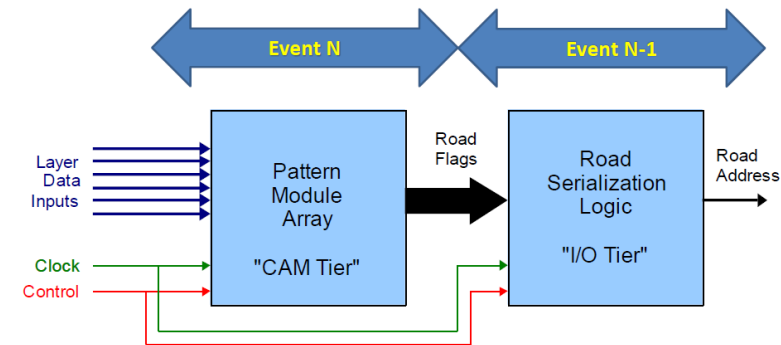 Event N
Event N-1
Layer
Data
Inputs
Clock
Control
Pattern
Module
Array
"CAM Tier"
Road
Flags
Road
Serialization
Logic
"I/O Tier"
Road
Address